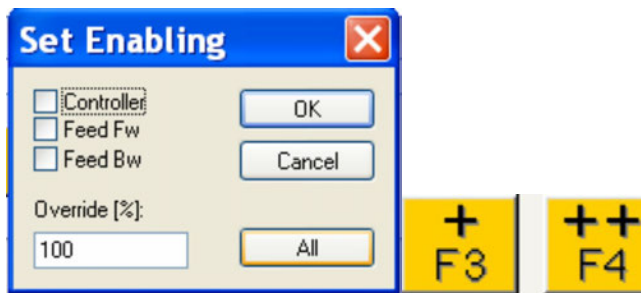 Set Enabling
Controller
Feed Fw
Feed Bw
OK
Cancel
Override [%]:
100
All
+
F3
++
F4